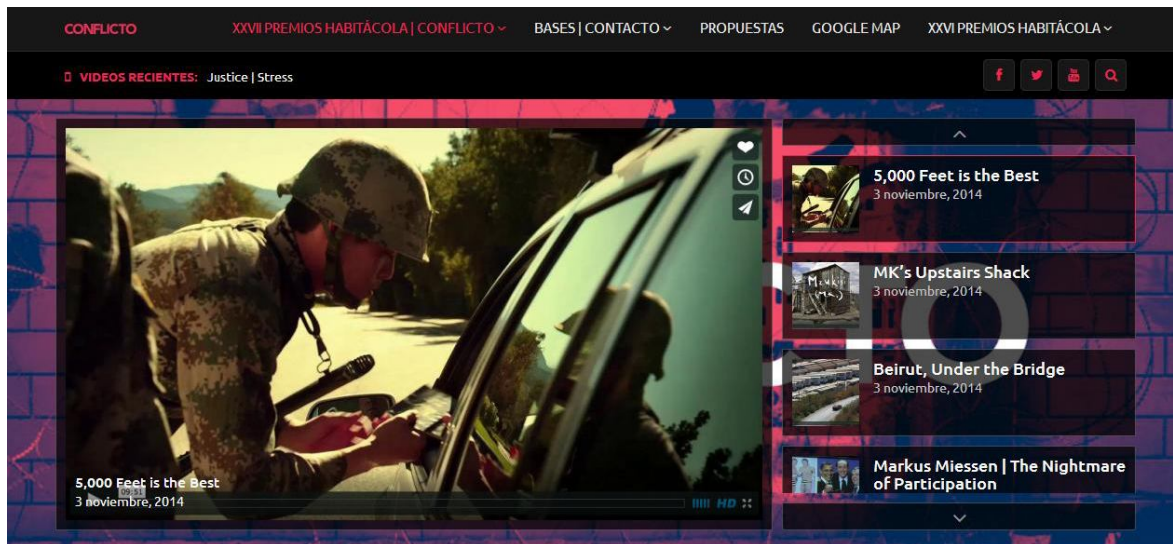 CONFLICTO
XXVII PREMIOS HABITÁCOLA | CONFLICTO
BASES | CONTACTO
PROPUESTAS
GOOGLE MAP
XXVI PREMIOS HABITÁCOLA
VIDEOS RECIENTES: Justice | Stress
5,000 Feet is the Best
3 noviembre, 2014
09:51
HD
5,000 Feet is the Best
3 noviembre, 2014
MK's Upstairs Shack
3 noviembre, 2014
Beirut, Under the Bridge
3 noviembre, 2014
Markus Miessen | The Nightmare
of Participation